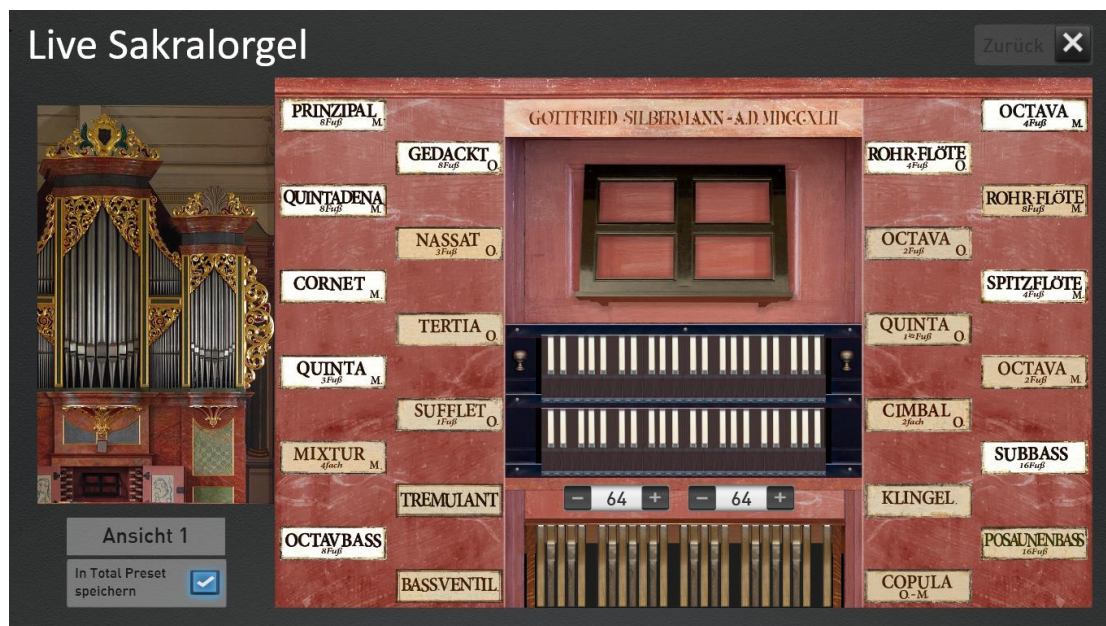 Live Sakralorgel
Zurück
GOTTFRIED SILBERMANN - A.D. MDCCXLII
PRINZIPAL
8Fuß M.
GEDACKT
8Fuß O.
QUINTADENA
8Fuß M.
NASSAT
3Fuß O.
CORNET M.
TERTIA O.
QUINTA
3Fuß M.
SUFFLET
1Fuß O.
MIXTUR
4fach M.
TREMULANT
OCTAVBASS
8Fuß
BASSVENTIL
OCTAVA
4Fuß M.
ROHR-FLÖTE
4Fuß O.
ROHR-FLÖTE
8Fuß M.
OCTAVA
2Fuß O.
SPITZFLÖTE
4Fuß M.
QUINTA
1½Fuß O.
OCTAVA
2Fuß M.
CIMBAL
2fach O.
SUBBASS
16Fuß
KLINGEL.
POSAUNENBASS
16Fuß
COPULA
O.-M.
– 64 + – 64 +
Ansicht 1
In Total Preset
speichern